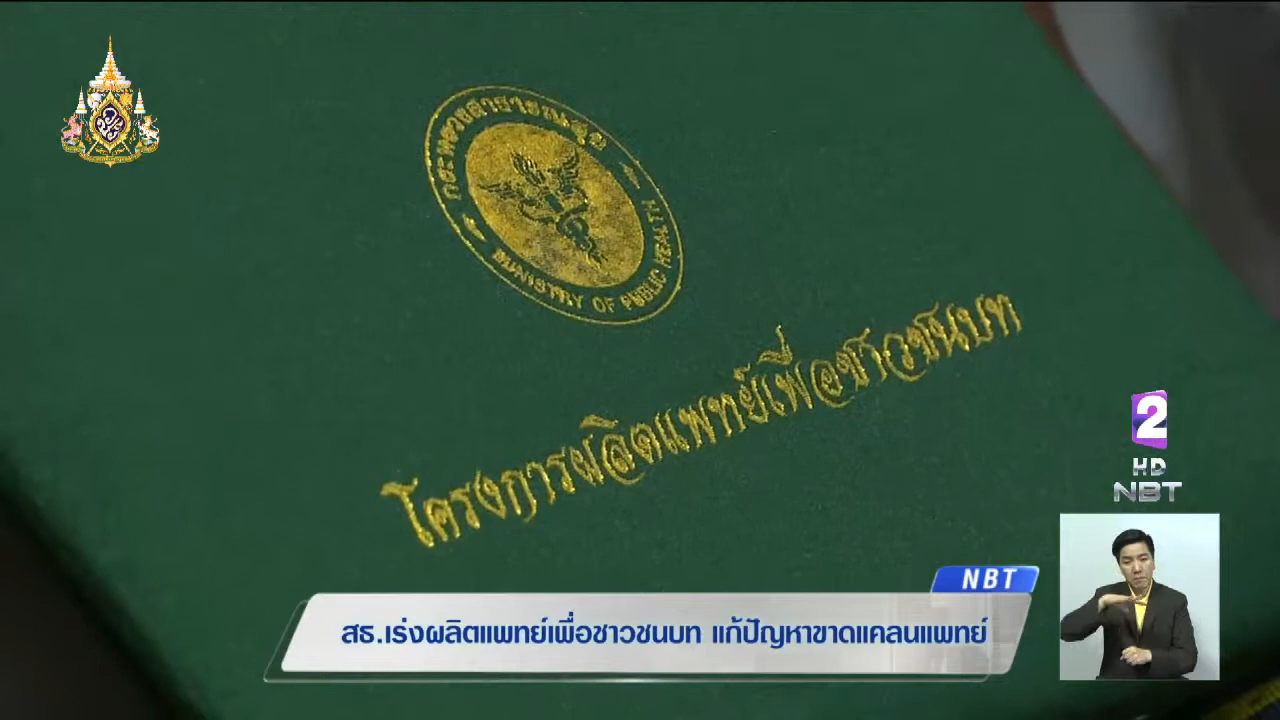 กระทรวงสาธารณสุข
MINISTRY OF PUBLIC HEALTH
โครงการผลิตแพทย์เพื่อชาวชนบท
2
HD
NBT
NBT
สธ.เร่งผลิตแพทย์เพื่อชาวชนบท แก้ปัญหาขาดแคลนแพทย์